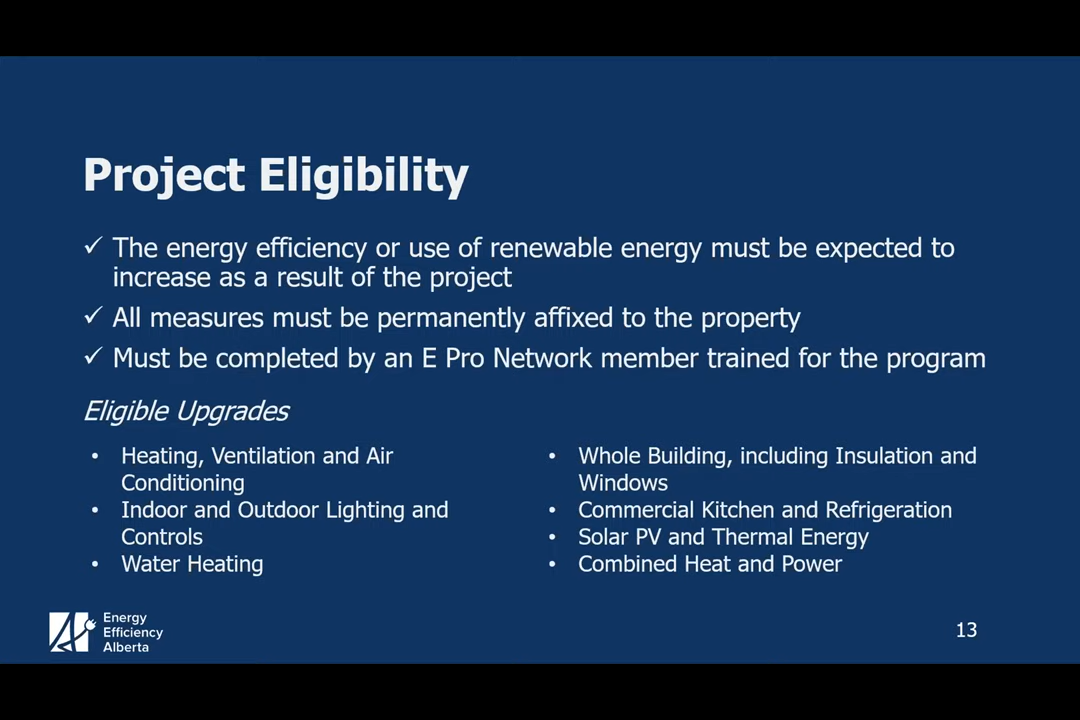 Project Eligibility
✓ The energy efficiency or use of renewable energy must be expected to
increase as a result of the project
✓ All measures must be permanently affixed to the property
✓ Must be completed by an E Pro Network member trained for the program
Eligible Upgrades
• Heating, Ventilation and Air
Conditioning
• Indoor and Outdoor Lighting and
Controls
• Water Heating
• Whole Building, including Insulation and
Windows
• Commercial Kitchen and Refrigeration
• Solar PV and Thermal Energy
• Combined Heat and Power
Energy
Efficiency
Alberta
13